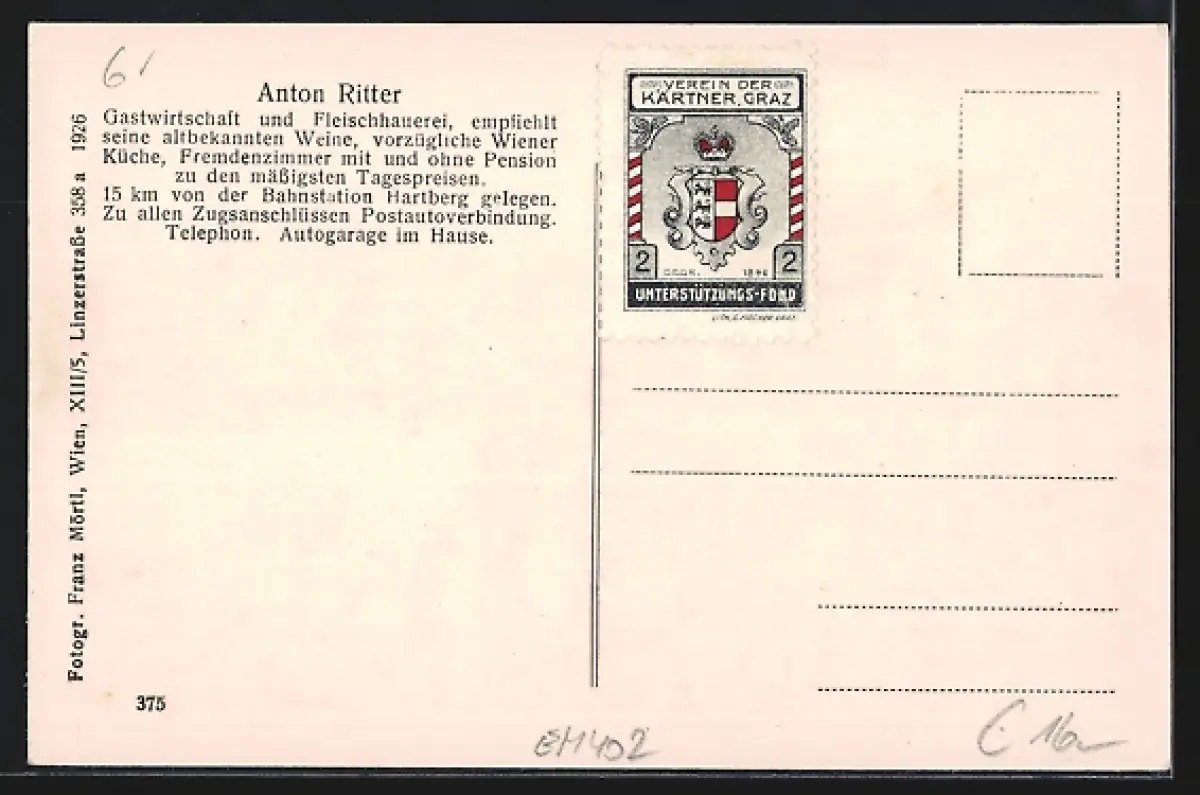 61
Anton Ritter
Gastwirtschaft und Fleischhauerei, empfiehlt
seine altbekannten Weine, vorzügliche Wiener
Küche, Fremdenzimmer mit und ohne Pension
zu den mäßigsten Tagespreisen.
15 km von der Bahnstation Hartberg gelegen.
Zu allen Zugsanschlüssen Postautoverbindung.
Telephon. Autogarage im Hause.
Fotogr. Franz Mörtl, Wien, XIII/5, Linzerstraße 358 a 1926
375
VEREIN DER
KÄRTNER, GRAZ
2 1896 2
UNTERSTÜTZUNGS-FOND
EM402